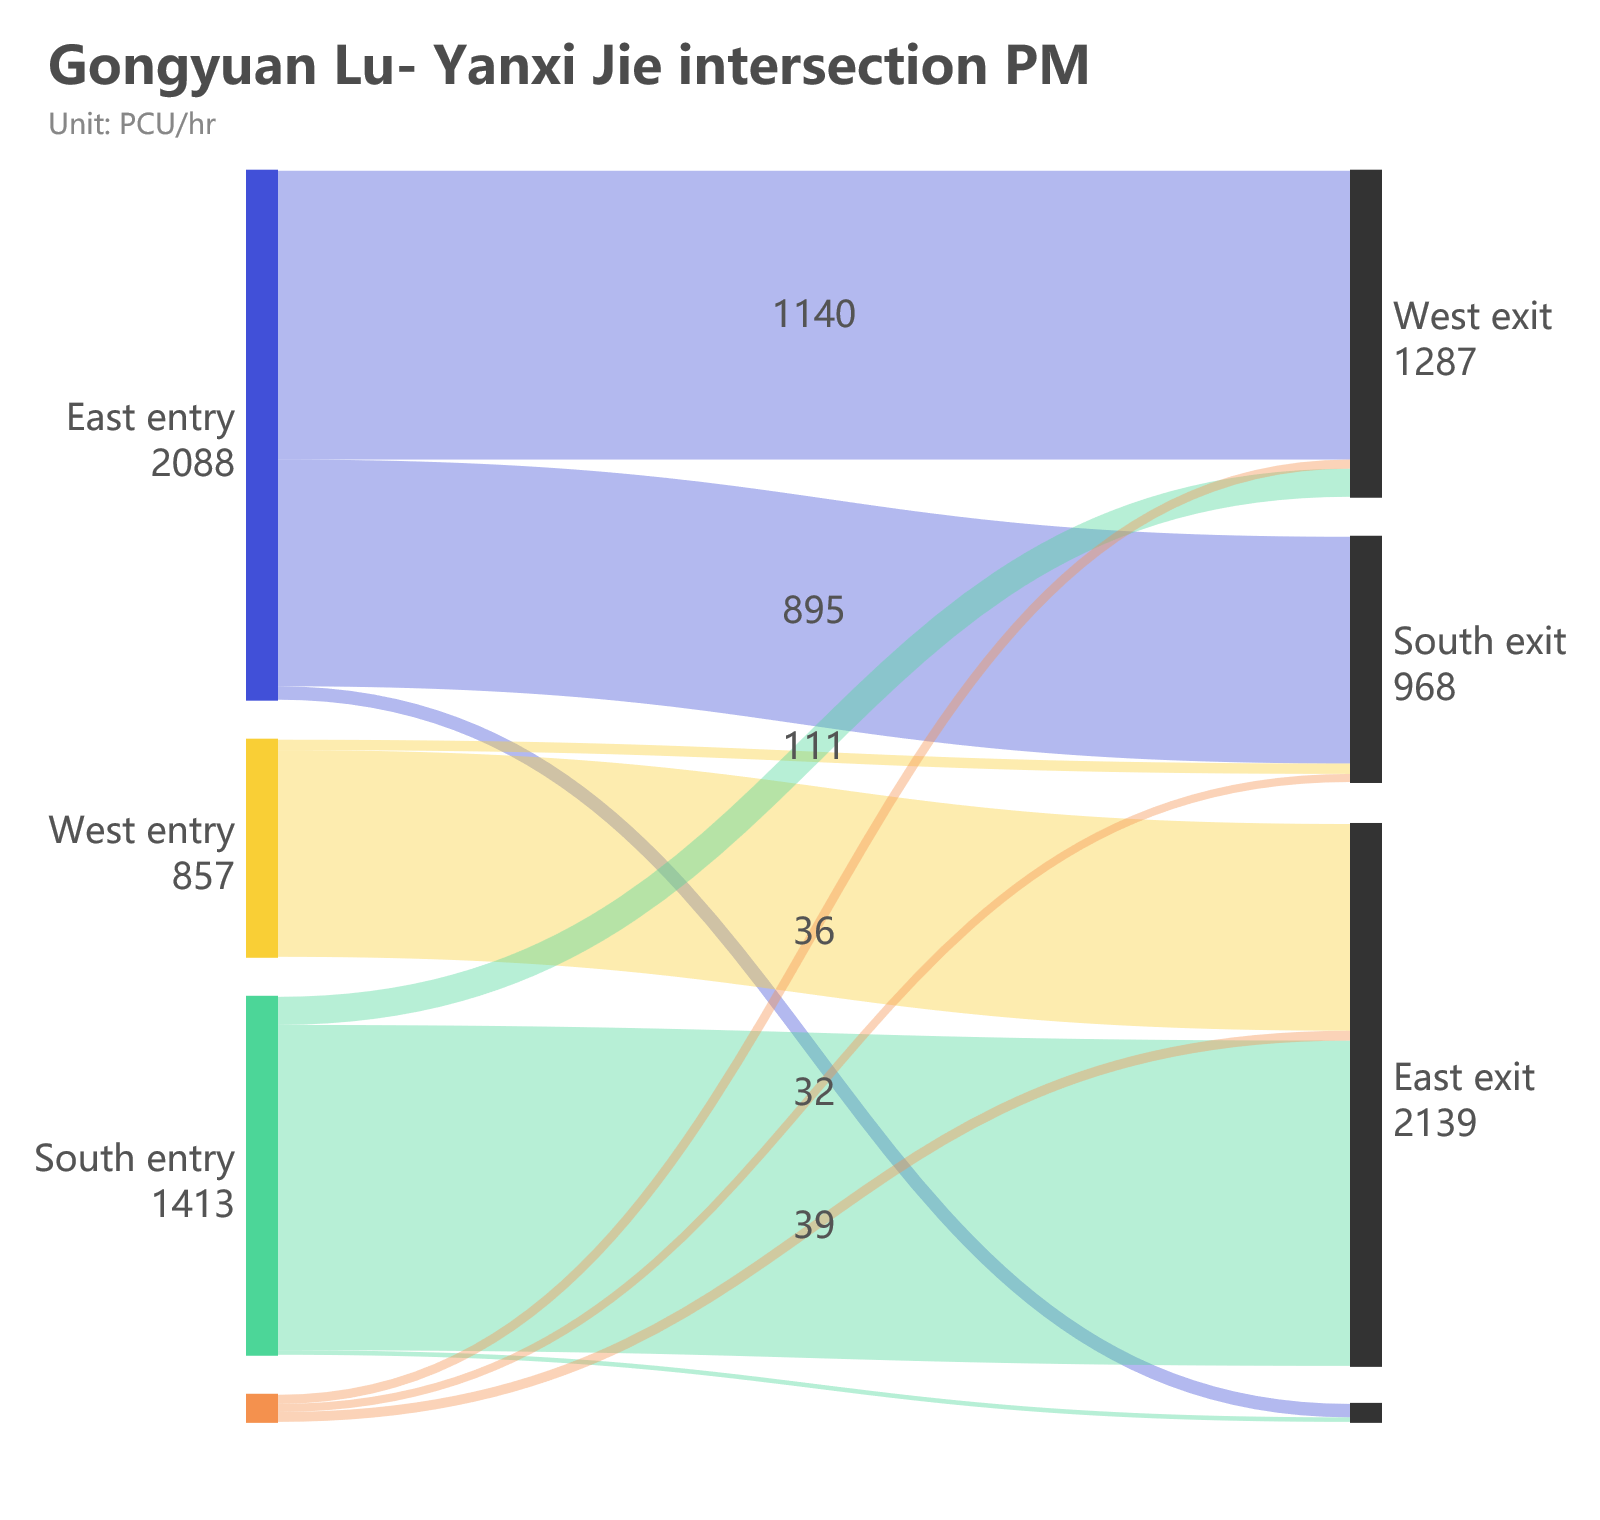 Gongyuan Lu- Yanxi Jie intersection PM
Unit: PCU/hr
1140
West exit
1287
East entry
2088
895
South exit
968
111
West entry
857
36
32
East exit
2139
South entry
1413
39